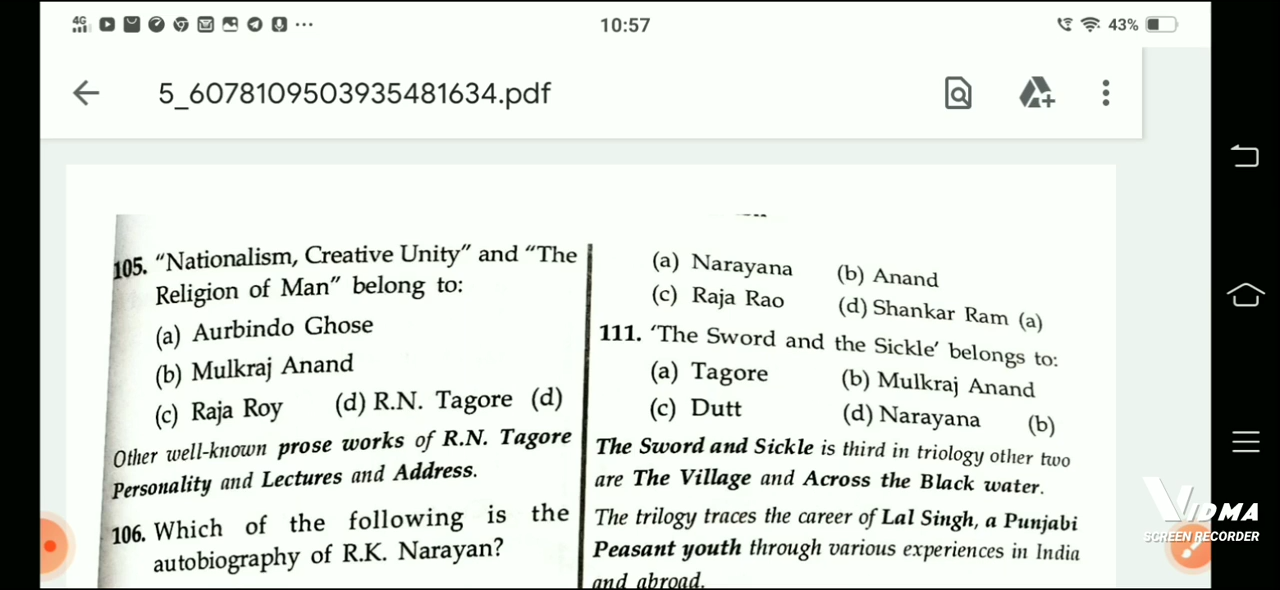 4G
10:57
43%
5_6078109503935481634.pdf
105. "Nationalism, Creative Unity" and "The
Religion of Man" belong to:
(a) Aurbindo Ghose
(b) Mulkraj Anand
(c) Raja Roy (d) R.N. Tagore (d)
Other well-known prose works of R.N. Tagore
Personality and Lectures and Address.
106. Which of the following is the
autobiography of R.K. Narayan?
(a) Narayana (b) Anand
(c) Raja Rao (d) Shankar Ram (a)
111. 'The Sword and the Sickle' belongs to:
(a) Tagore (b) Mulkraj Anand
(c) Dutt (d) Narayana (b)
The Sword and Sickle is third in triology other two
are The Village and Across the Black water.
The trilogy traces the career of Lal Singh, a Punjabi
Peasant youth through various experiences in India
and abroad.
VIDMA
SCREEN RECORDER